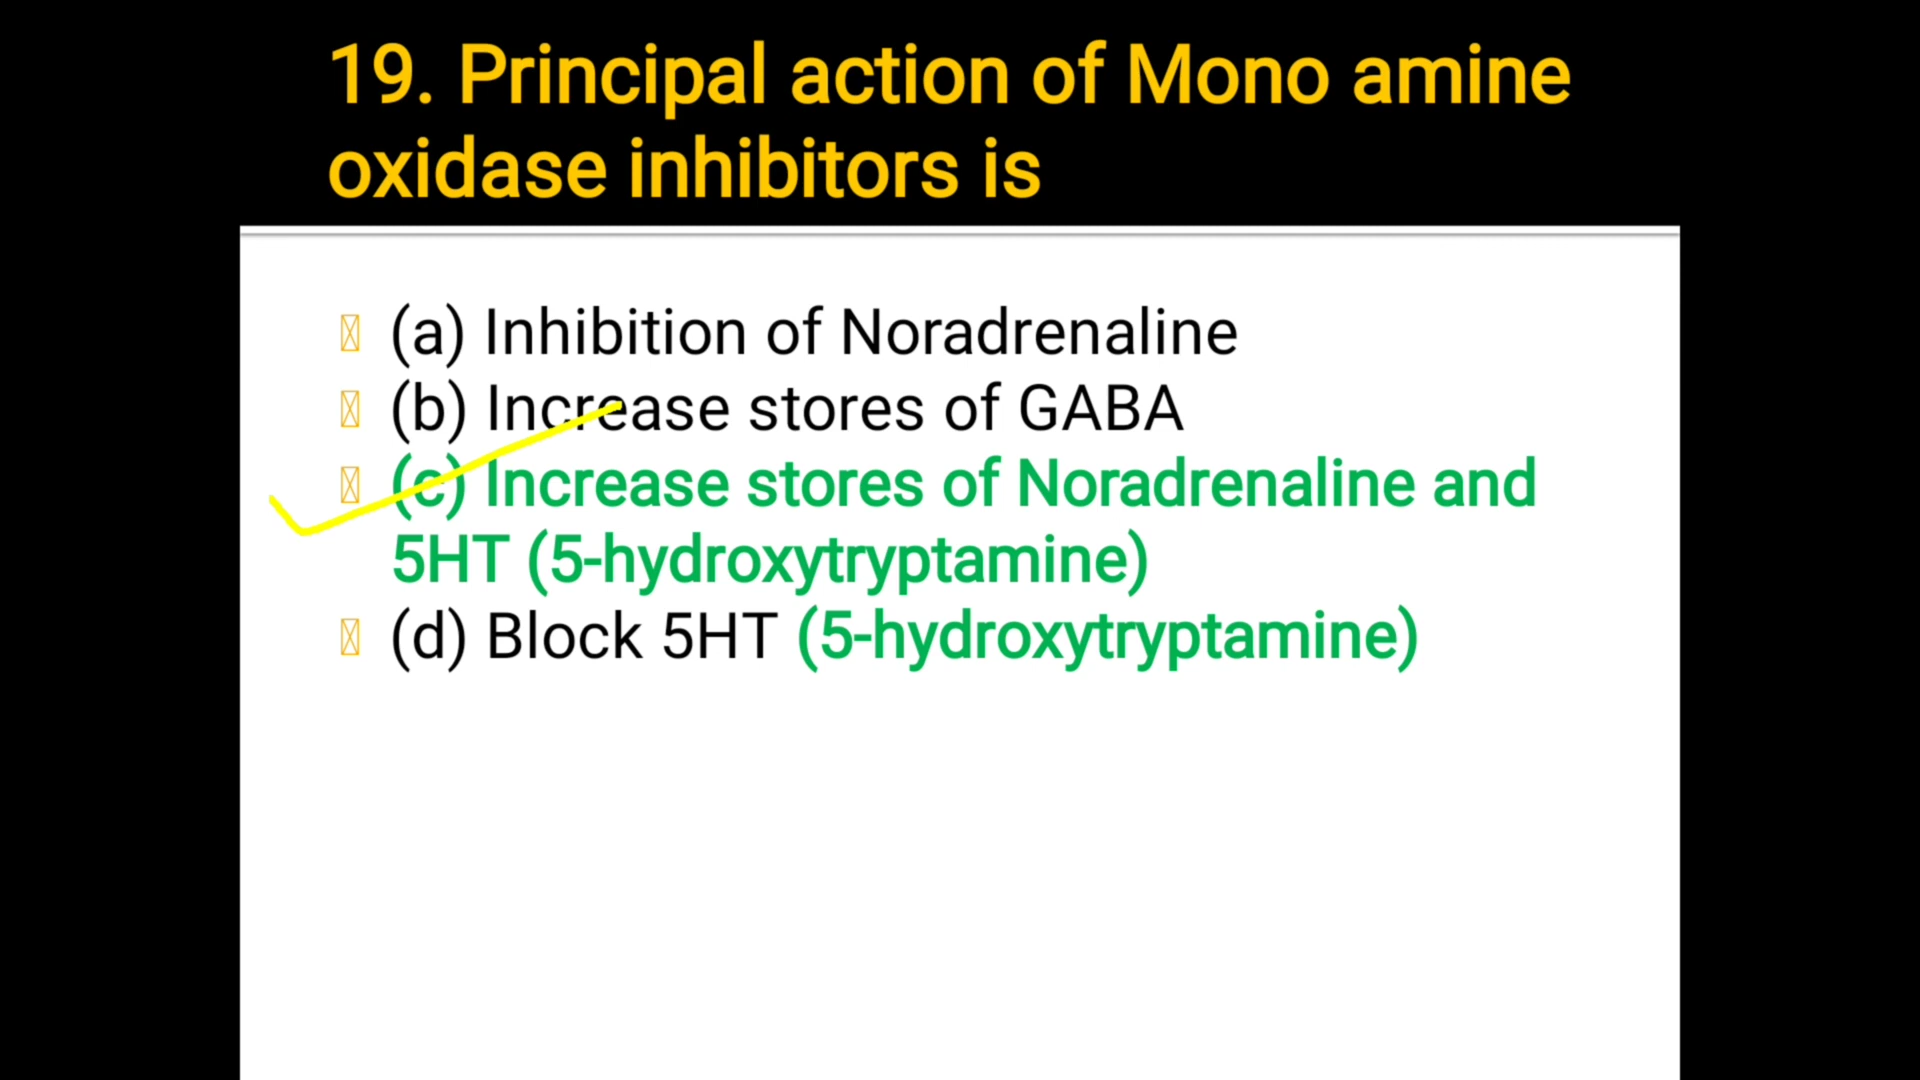 19. Principal action of Mono amine
oxidase inhibitors is
(a) Inhibition of Noradrenaline
(b) Increase stores of GABA
(c) Increase stores of Noradrenaline and
5HT (5-hydroxytryptamine)
(d) Block 5HT (5-hydroxytryptamine)